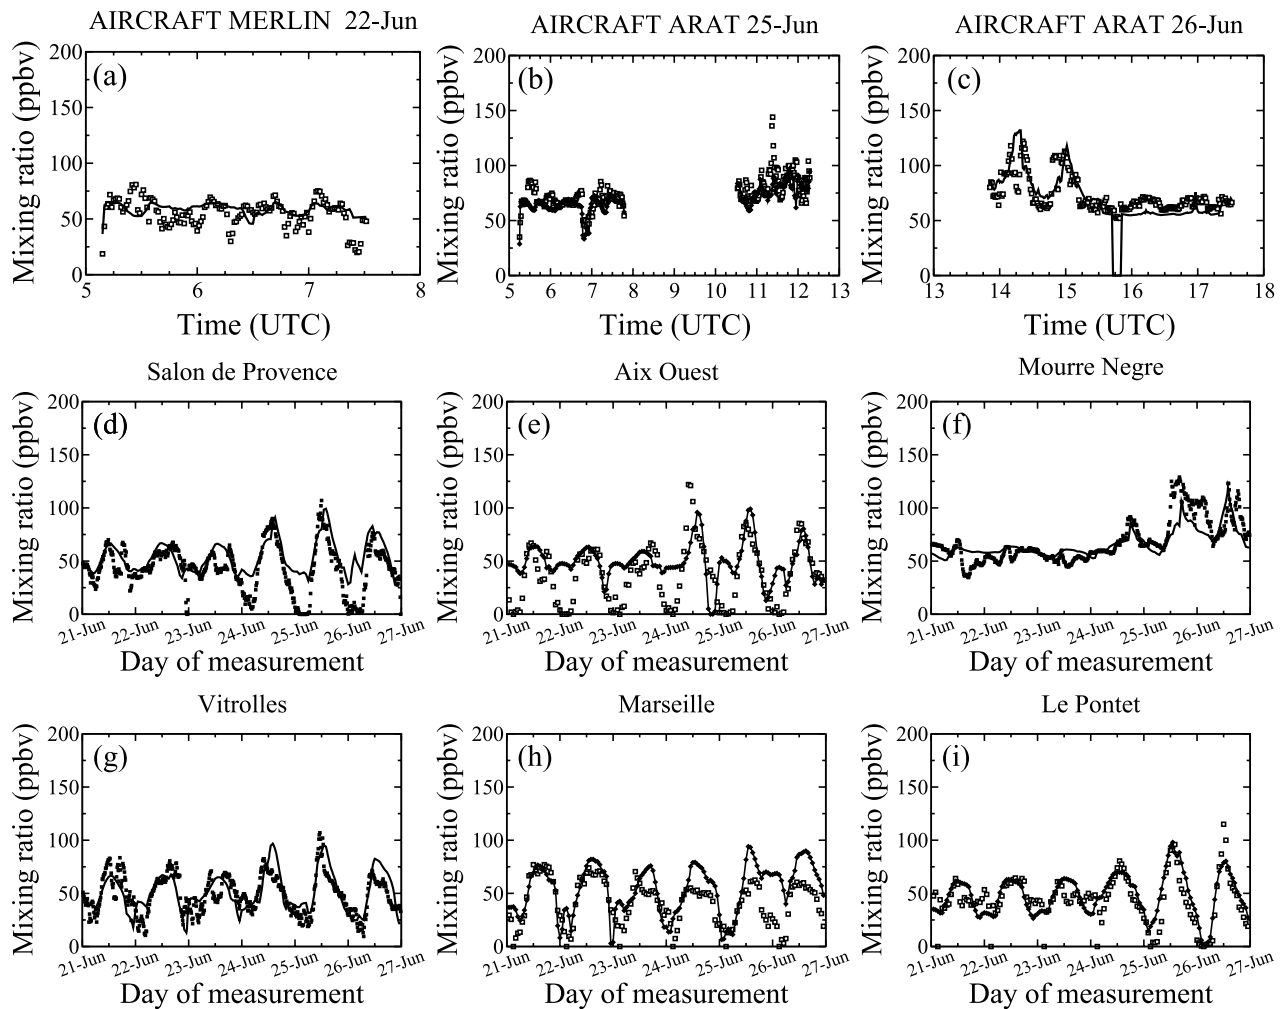 AIRCRAFT MERLIN 22-Jun
AIRCRAFT ARAT 25-Jun
AIRCRAFT ARAT 26-Jun
Mixing ratio (ppbv)
200
150
100
50
0
(a)
5 6 7 8
Time (UTC)
Mixing ratio (ppbv)
200
150
100
50
0
(b)
5 6 7 8 9 10 11 12 13
Time (UTC)
Mixing ratio (ppbv)
200
150
100
50
0
(c)
13 14 15 16 17 18
Time (UTC)
Salon de Provence
Mixing ratio (ppbv)
200
150
100
50
0
(d)
21-Jun 22-Jun 23-Jun 24-Jun 25-Jun 26-Jun 27-Jun
Day of measurement
Aix Ouest
Mixing ratio (ppbv)
200
150
100
50
0
(e)
21-Jun 22-Jun 23-Jun 24-Jun 25-Jun 26-Jun 27-Jun
Day of measurement
Mourre Negre
Mixing ratio (ppbv)
200
150
100
50
0
(f)
21-Jun 22-Jun 23-Jun 24-Jun 25-Jun 26-Jun 27-Jun
Day of measurement
Vitrolles
Mixing ratio (ppbv)
200
150
100
50
0
(g)
21-Jun 22-Jun 23-Jun 24-Jun 25-Jun 26-Jun 27-Jun
Day of measurement
Marseille
Mixing ratio (ppbv)
200
150
100
50
0
(h)
21-Jun 22-Jun 23-Jun 24-Jun 25-Jun 26-Jun 27-Jun
Day of measurement
Le Pontet
Mixing ratio (ppbv)
200
150
100
50
0
(i)
21-Jun 22-Jun 23-Jun 24-Jun 25-Jun 26-Jun 27-Jun
Day of measurement